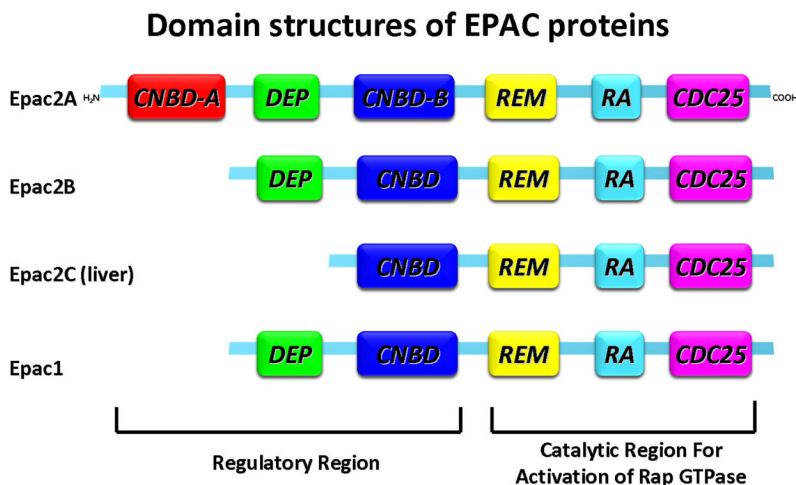 Domain structures of EPAC proteins
Epac2A H₂N CNBD-A DEP CNBD-B REM RA CDC25 COOH
Epac2B DEP CNBD REM RA CDC25
Epac2C (liver) CNBD REM RA CDC25
Epac1 DEP CNBD REM RA CDC25
Regulatory Region
Catalytic Region For
Activation of Rap GTPase